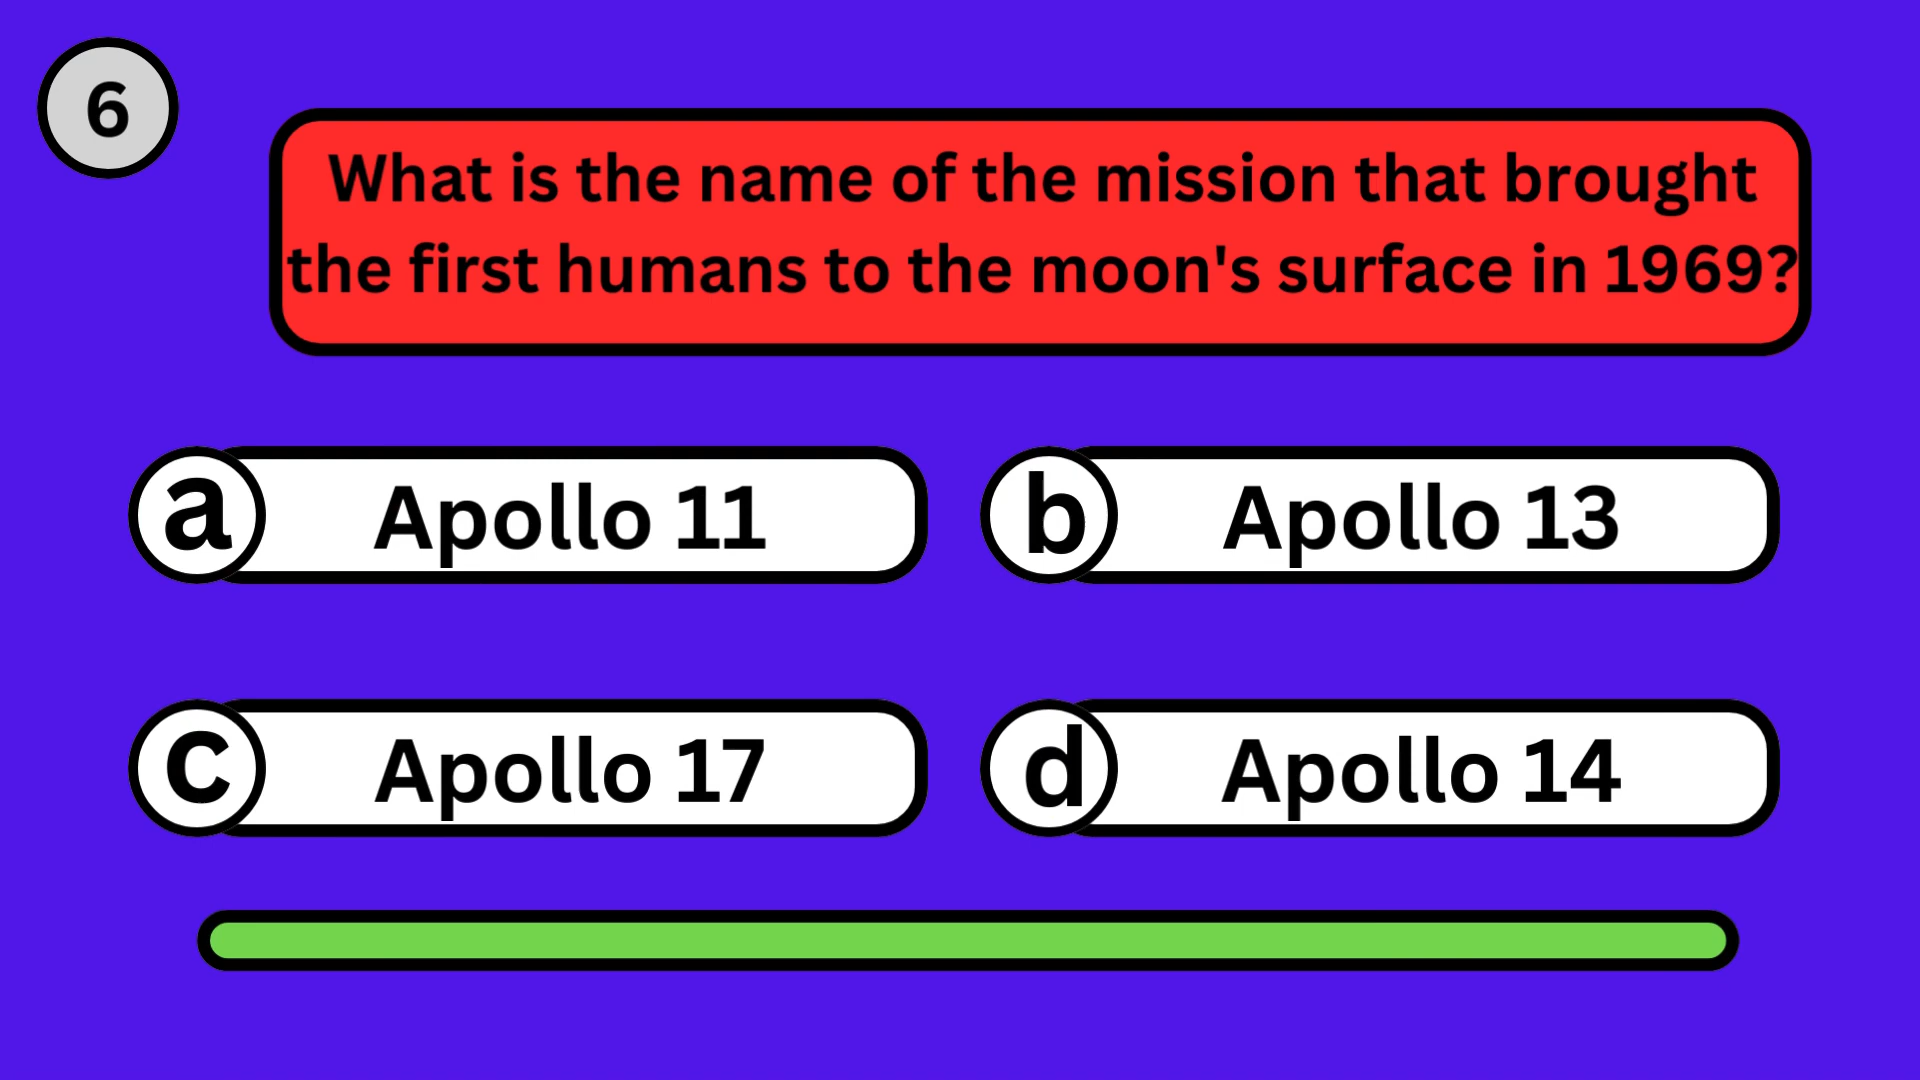 6
What is the name of the mission that brought
the first humans to the moon's surface in 1969?
a Apollo 11
b Apollo 13
c Apollo 17
d Apollo 14